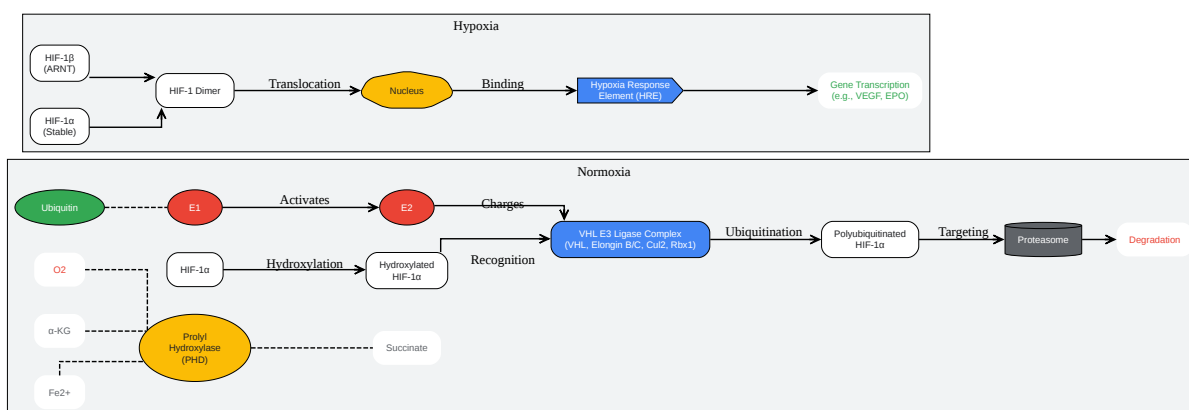 Hypoxia
HIF-1β
(ARNT)
HIF-1 Dimer
Translocation
Nucleus
Binding
Hypoxia Response
Element (HRE)
Gene Transcription
(e.g., VEGF, EPO)
HIF-1α
(Stable)
Normoxia
Ubiquitin
E1
Activates
E2
Charges
VHL E3 Ligase Complex
(VHL, Elongin B/C, Cul2, Rbx1)
Ubiquitination
Polyubiquitinated
HIF-1α
Targeting
Proteasome
Degradation
O2
HIF-1α
Hydroxylation
Hydroxylated
HIF-1α
Recognition
α-KG
Prolyl
Hydroxylase
(PHD)
Succinate
Fe2+